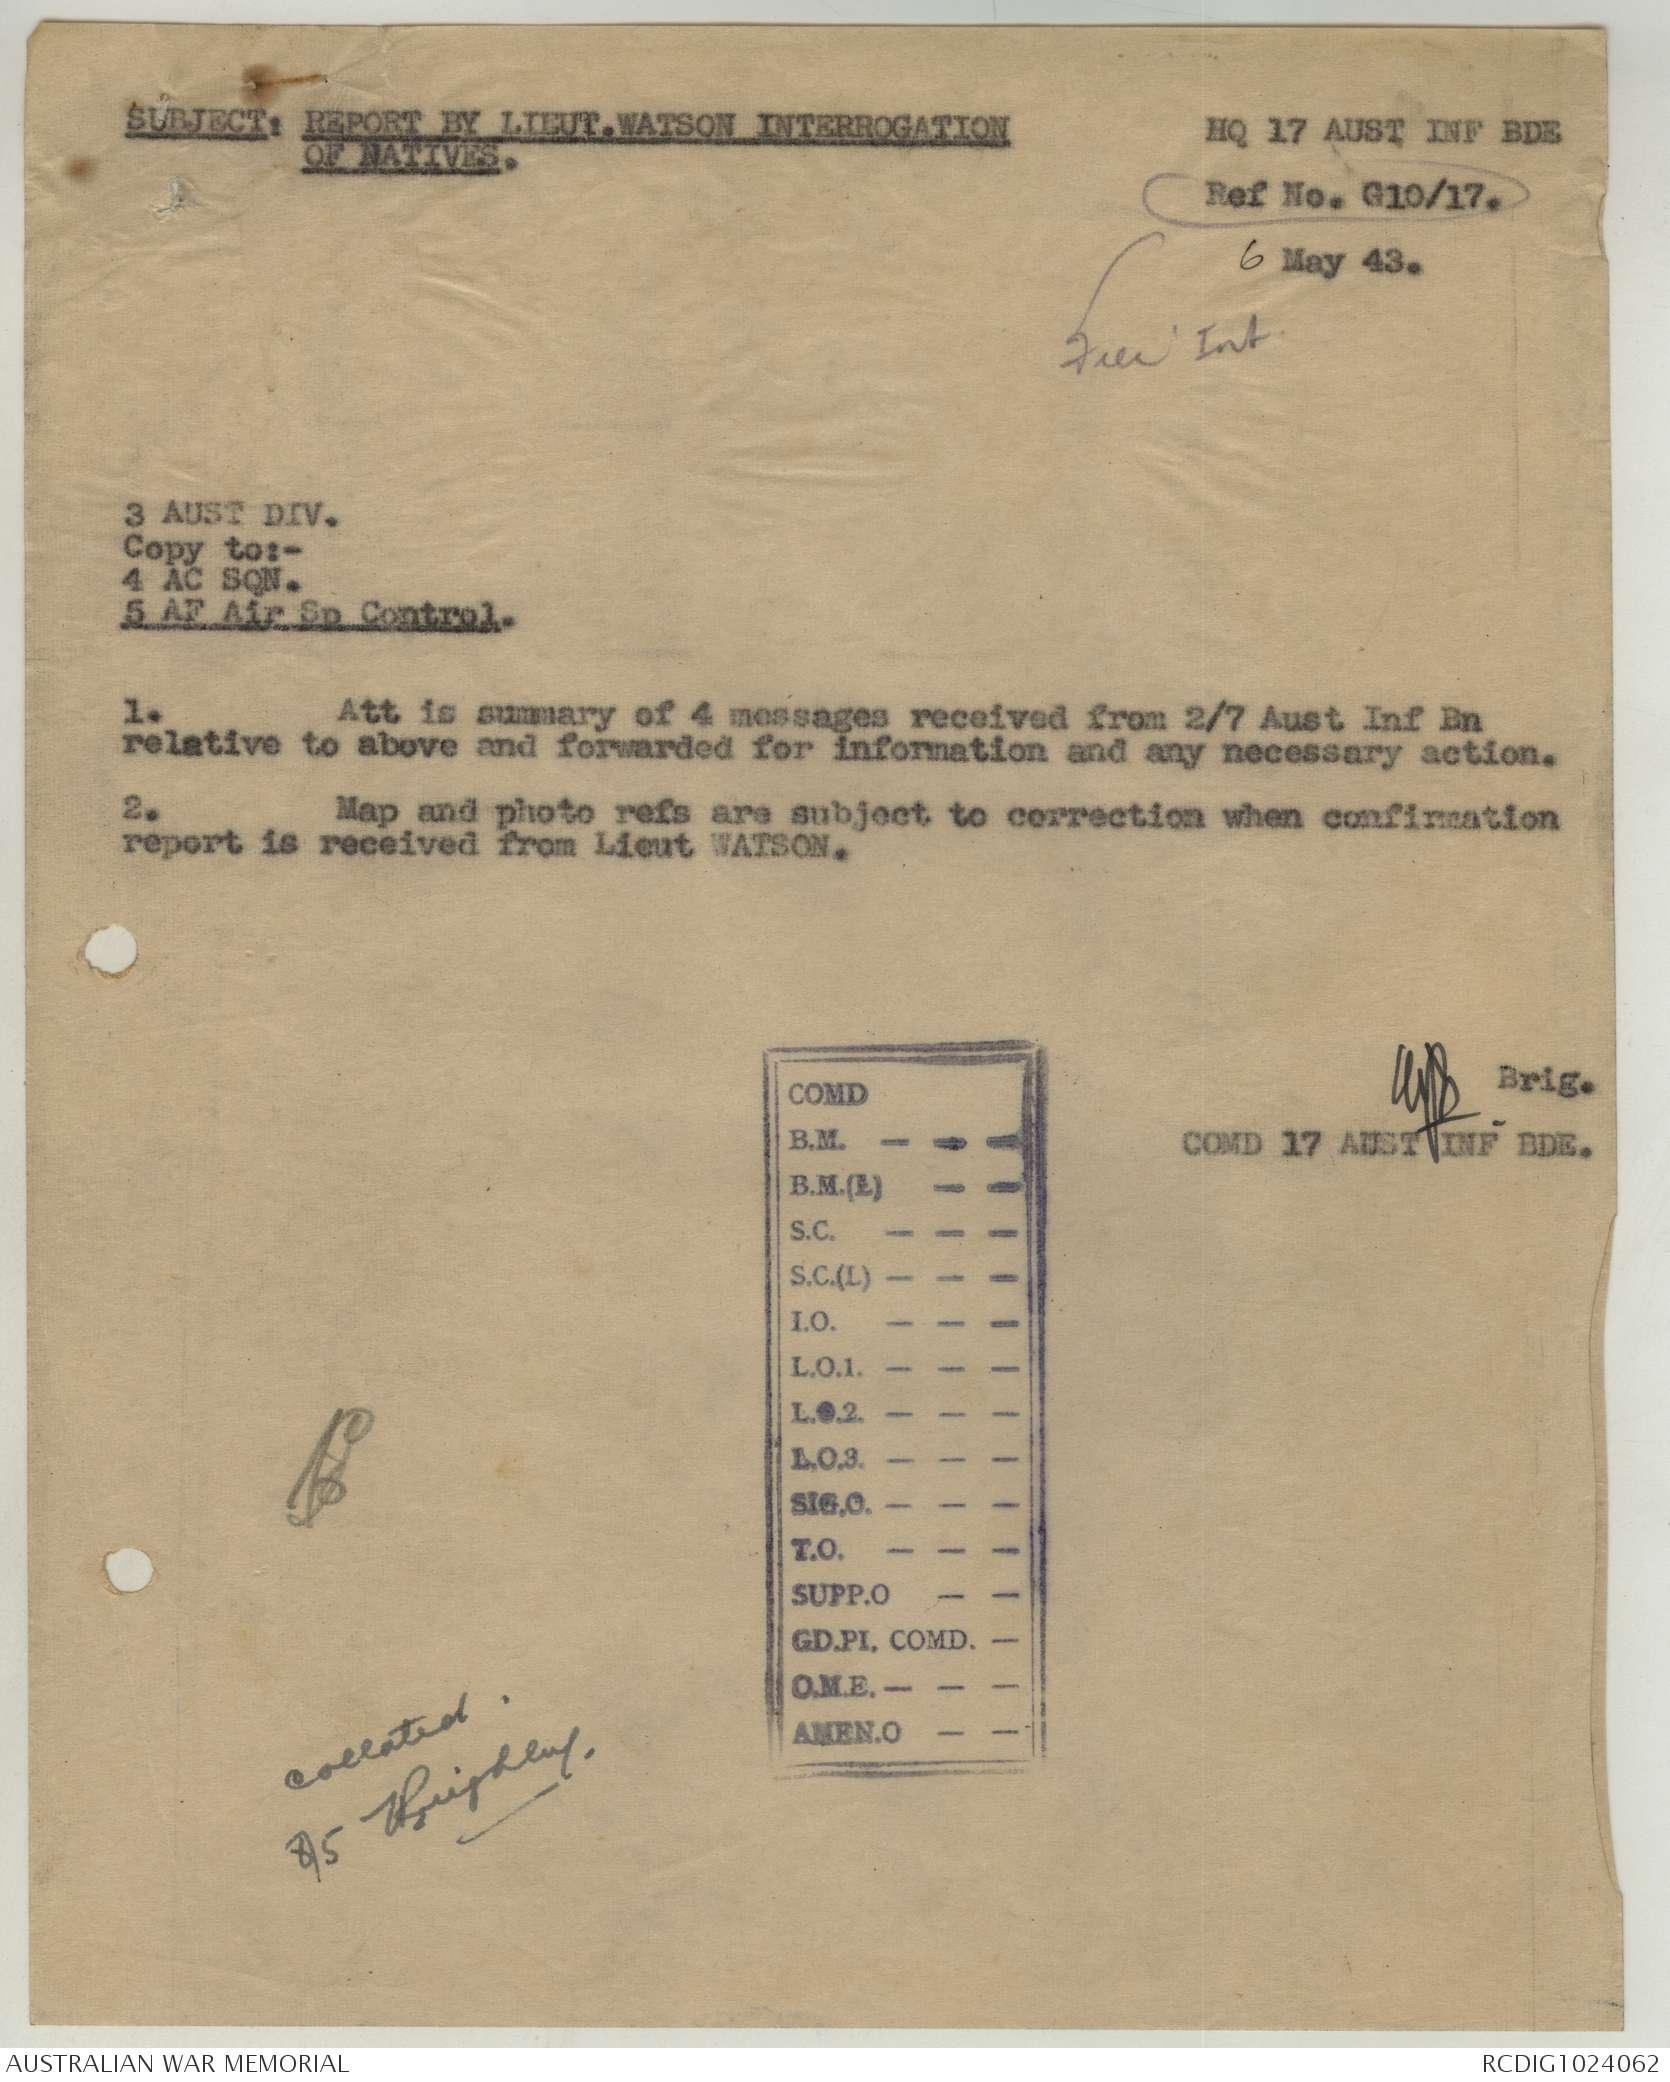 SUBJECT: REPORT BY LIEUT.WATSON INTERROGATION
OF NATIVES.
HQ 17 AUST INF BDE
Ref No. G10/17.
6 May 43.
Int
3 AUST DIV.
Copy to:-
4 AC SQN.
5 AF Air Sp Control.
1. Att is summary of 4 messages received from 2/7 Aust Inf Bn
relative to above and forwarded for information and any necessary action.
2. Map and photo refs are subject to correction when confirmation
report is received from Lieut WATSON.
Brig.
COMD 17 AUST INF BDE.
COMD
B.M. — — —
B.M.(L) — —
S.C. — — —
S.C.(L) — — —
I.O. — — —
L.O.1. — — —
L.O.2. — — —
L.O.3. — — —
SIG.O. — — —
T.O. — — —
SUPP.O — —
GD.PI. COMD. —
O.M.E. — — —
AMEN.O — —
collated.
8/5
AUSTRALIAN WAR MEMORIAL
RCDIG1024062